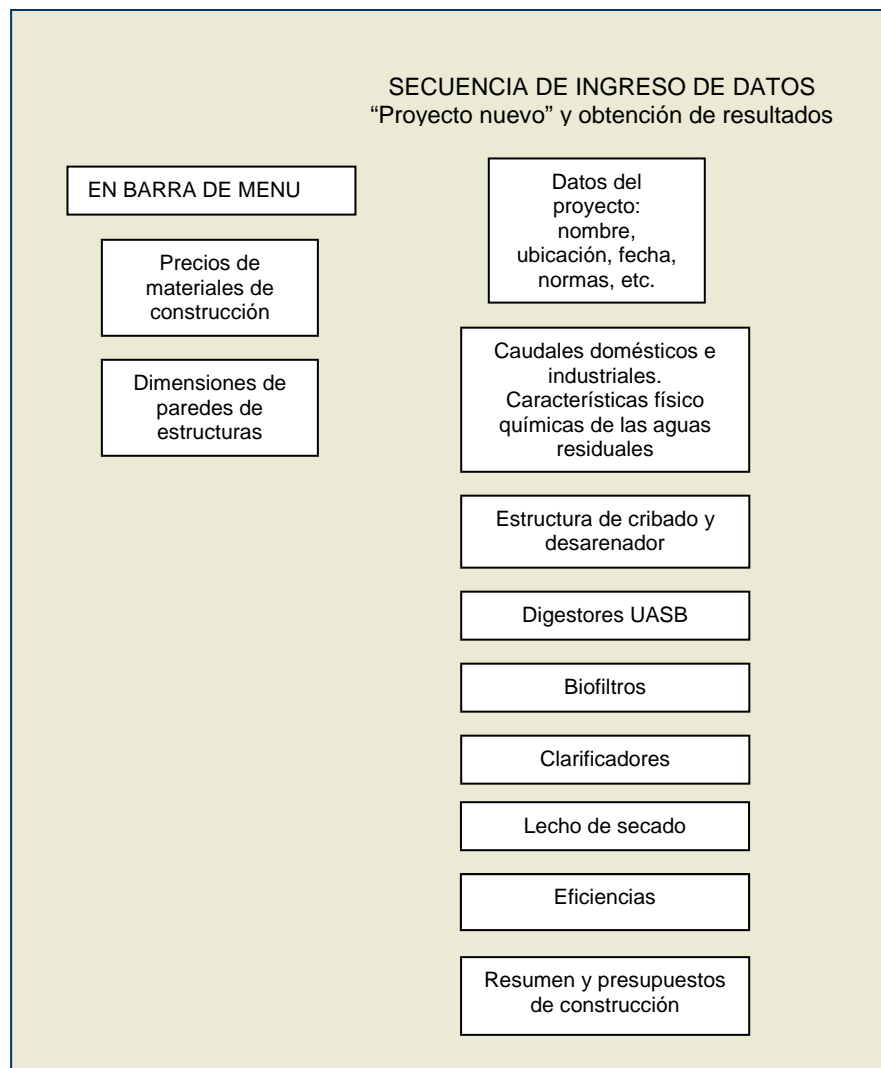 SECUENCIA DE INGRESO DE DATOS
“Proyecto nuevo” y obtención de resultados
EN BARRA DE MENU
Precios de
materiales de
construcción
Dimensiones de
paredes de
estructuras
Datos del
proyecto:
nombre,
ubicación, fecha,
normas, etc.
Caudales domésticos e
industriales.
Características físico
químicas de las aguas
residuales
Estructura de cribado y
desarenador
Digestores UASB
Biofiltros
Clarificadores
Lecho de secado
Eficiencias
Resumen y presupuestos
de construcción